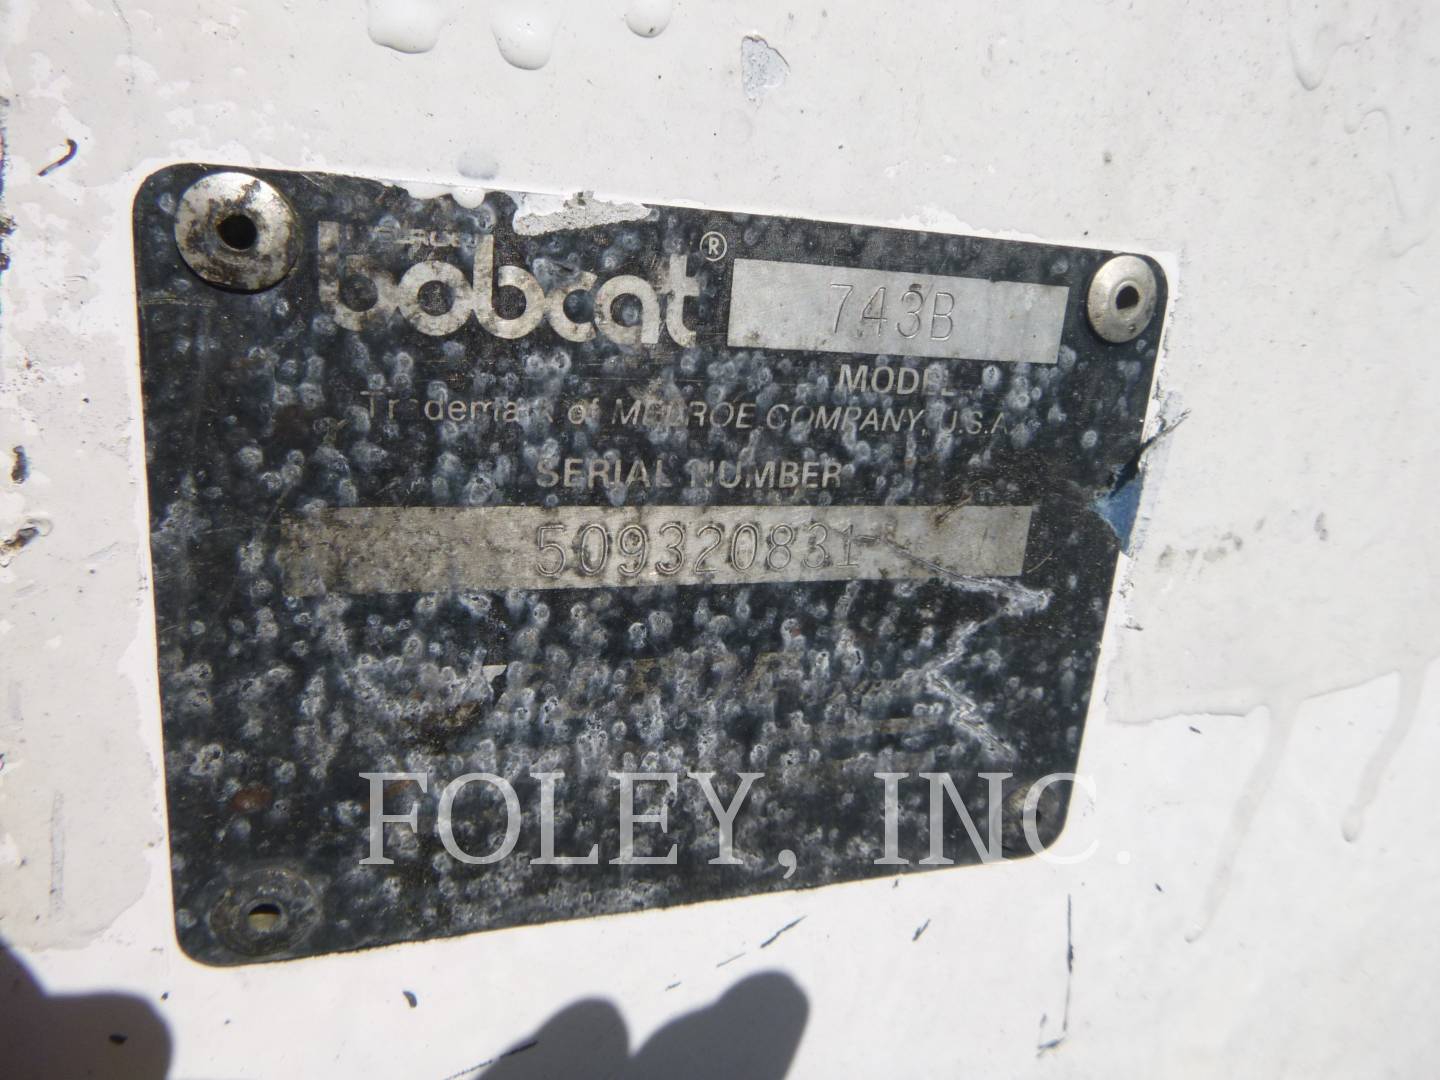 bobcat®
743B
MODEL
Trademark of MELROE COMPANY, U.S.A.
SERIAL NUMBER
509320831
FOLEY, INC.